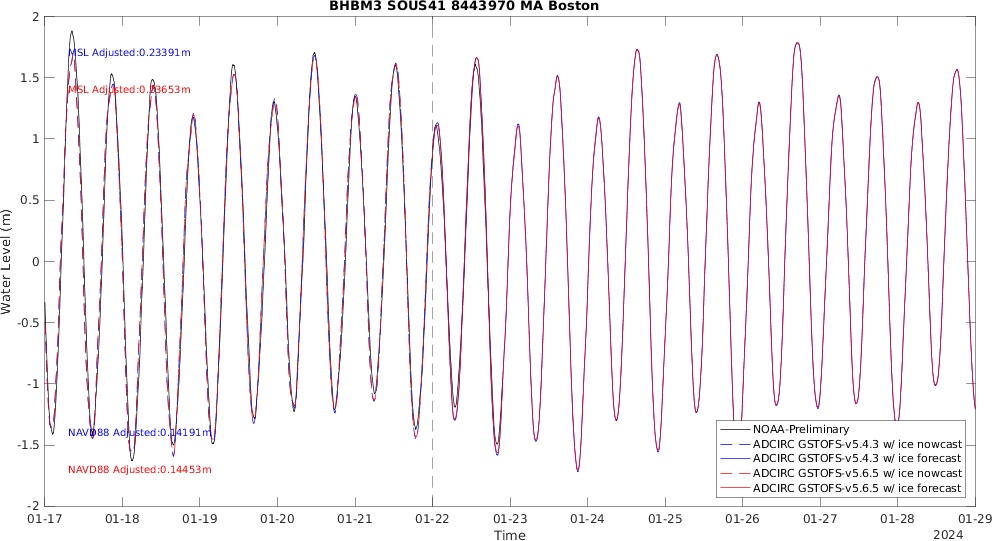 BHBM3 SOUS41 8443970 MA Boston
2
1.5
1
0.5
0
-0.5
-1
-1.5
-2
Water Level (m)
MSL Adjusted:0.23391m
MSL Adjusted:0.23653m
NAVD88 Adjusted:0.14191m
NAVD88 Adjusted:0.14453m
NOAA-Preliminary
ADCIRC GSTOFS-v5.4.3 w/ ice nowcast
ADCIRC GSTOFS-v5.4.3 w/ ice forecast
ADCIRC GSTOFS-v5.6.5 w/ ice nowcast
ADCIRC GSTOFS-v5.6.5 w/ ice forecast
01-17 01-18 01-19 01-20 01-21 01-22 01-23 01-24 01-25 01-26 01-27 01-28 01-29
Time
2024